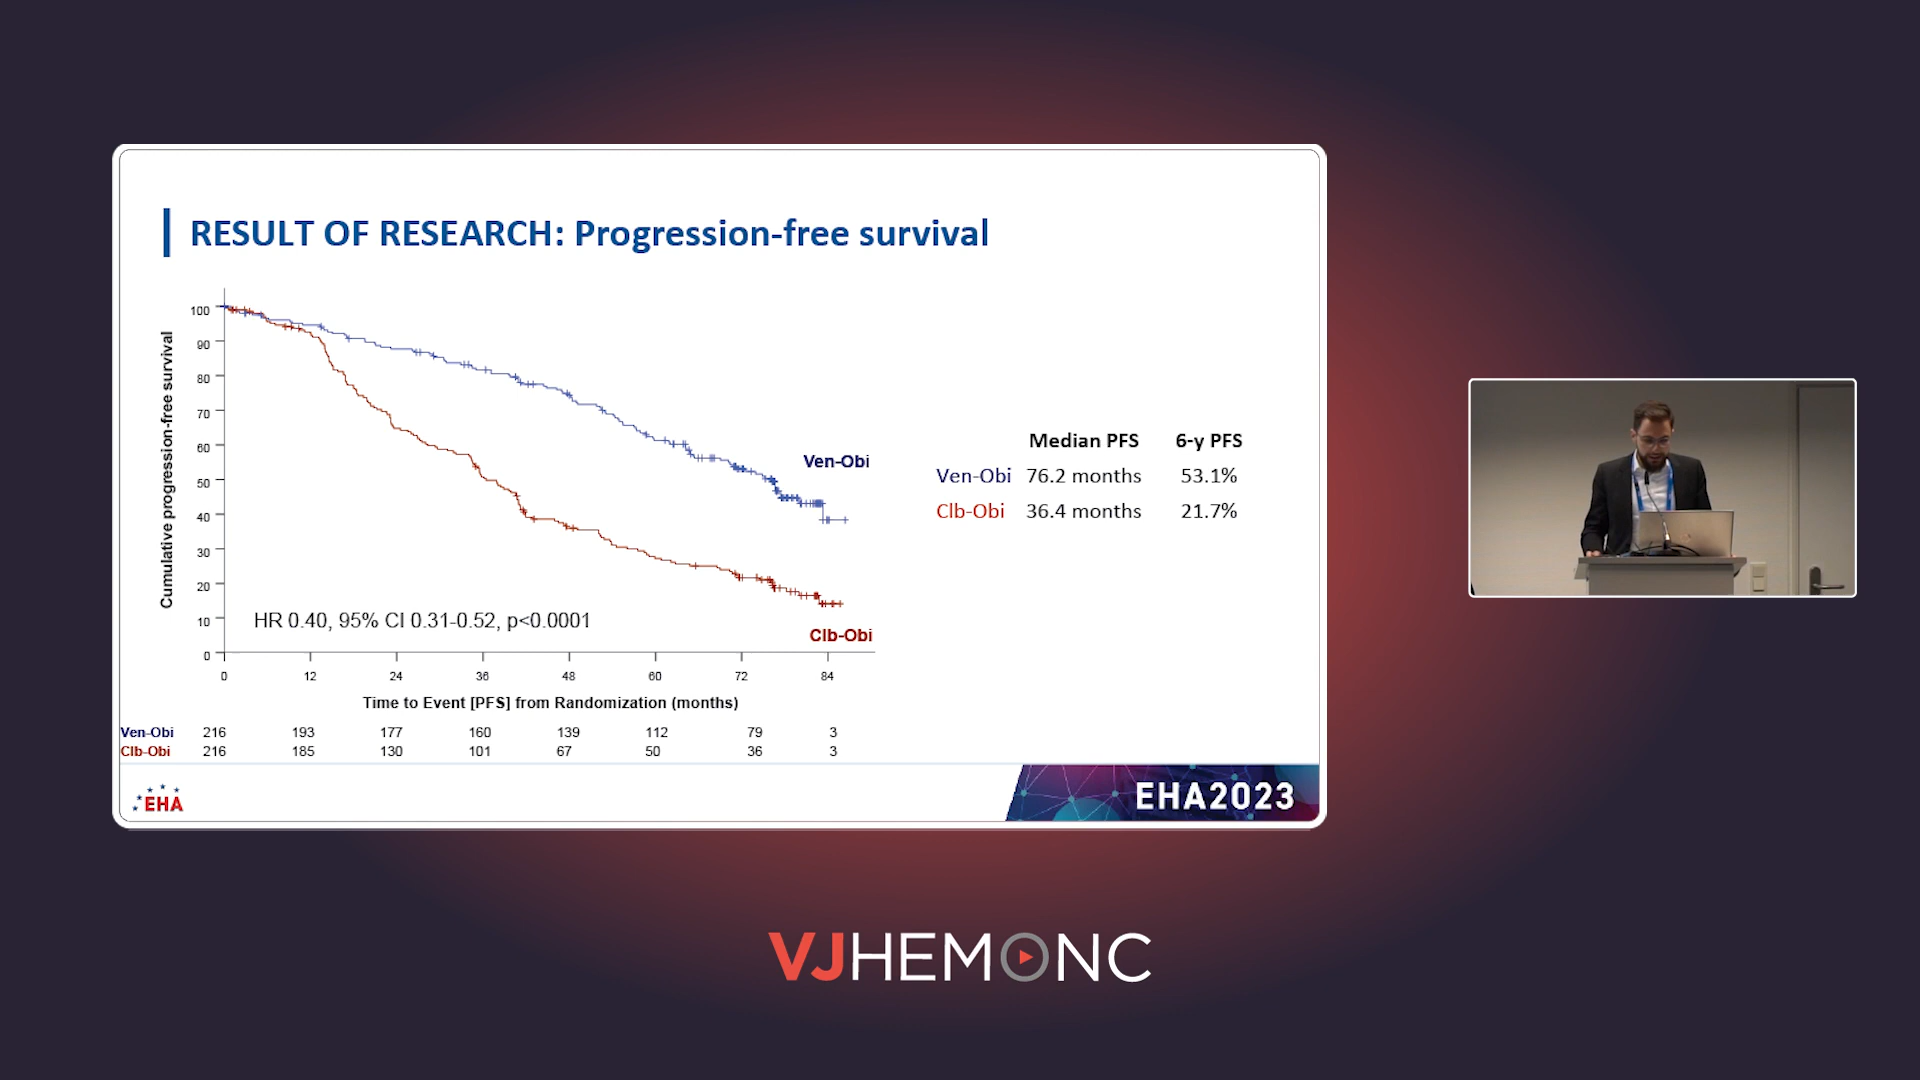 RESULT OF RESEARCH: Progression-free survival
Cumulative progression-free survival
100
90
80
70
60
50
40
30
20
10
0
Ven-Obi
Clb-Obi
HR 0.40, 95% CI 0.31-0.52, p<0.0001
0 12 24 36 48 60 72 84
Time to Event [PFS] from Randomization (months)
Ven-Obi 216 193 177 160 139 112 79 3
Clb-Obi 216 185 130 101 67 50 36 3
Median PFS 6-y PFS
Ven-Obi 76.2 months 53.1%
Clb-Obi 36.4 months 21.7%
EHA
EHA2023
VJHEMONC